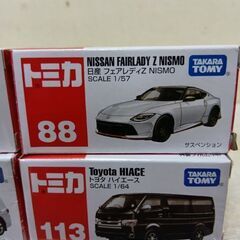 トミカ
88
NISSAN FAIRLADY Z NISMO
日産 フェアレディZ NISMO
SCALE 1/57
TAKARA TOMY
サスペンション
トミカ
113
Toyota HIACE
トヨタ ハイエース
SCALE 1/64
TAKARA TOMY